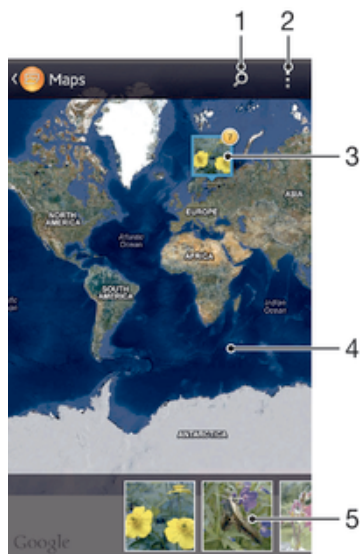 1 2
Maps
7
3
ASIA
NORTH
AMERICA
EUROPE
Atlantic
Ocean
AFRICA
SOUTH
AMERICA
Indian
Ocean
4
ANTARCTICA
5
Google